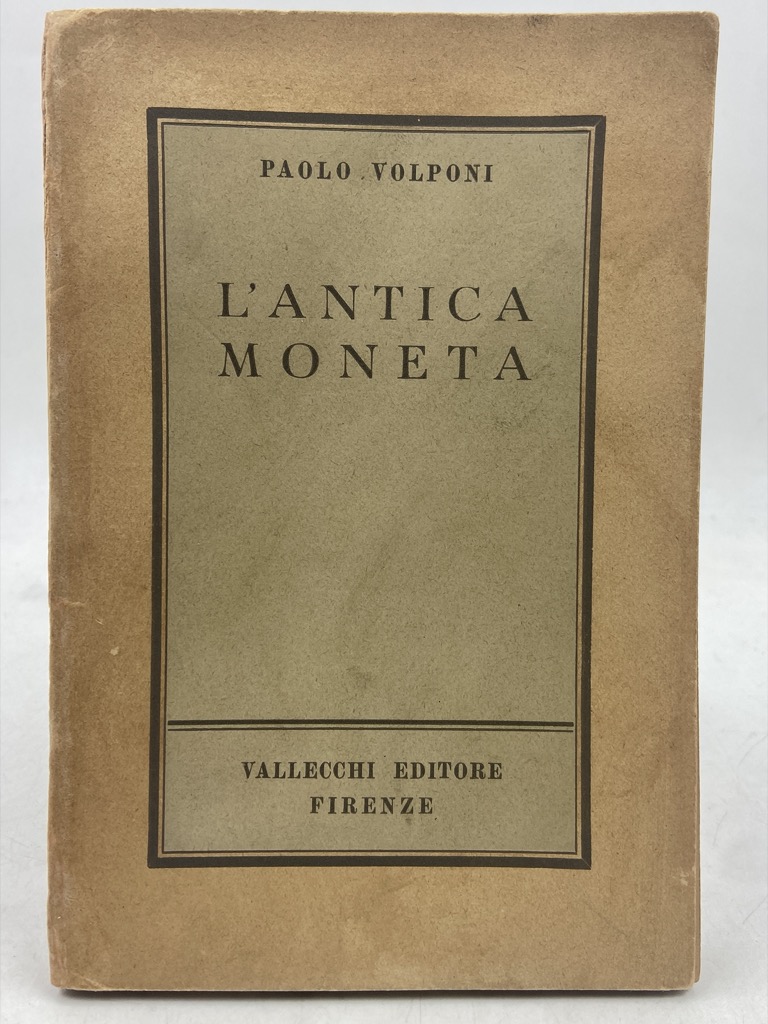 PAOLO VOLPONI
L'ANTICA
MONETA
VALLECCHI EDITORE
FIRENZE